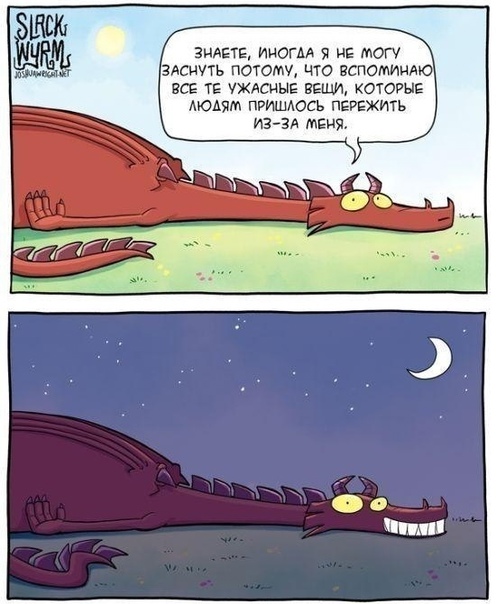 SLACK
WYRM
JOSHUAWRIGHT.NET
ЗНАЕТЕ, ИНОГДА Я НЕ МОГУ
ЗАСНУТЬ ПОТОМУ, ЧТО ВСПОМИНАЮ
ВСЕ ТЕ УЖАСНЫЕ ВЕЩИ, КОТОРЫЕ
ЛЮДЯМ ПРИШЛОСЬ ПЕРЕЖИТЬ
ИЗ-ЗА МЕНЯ.